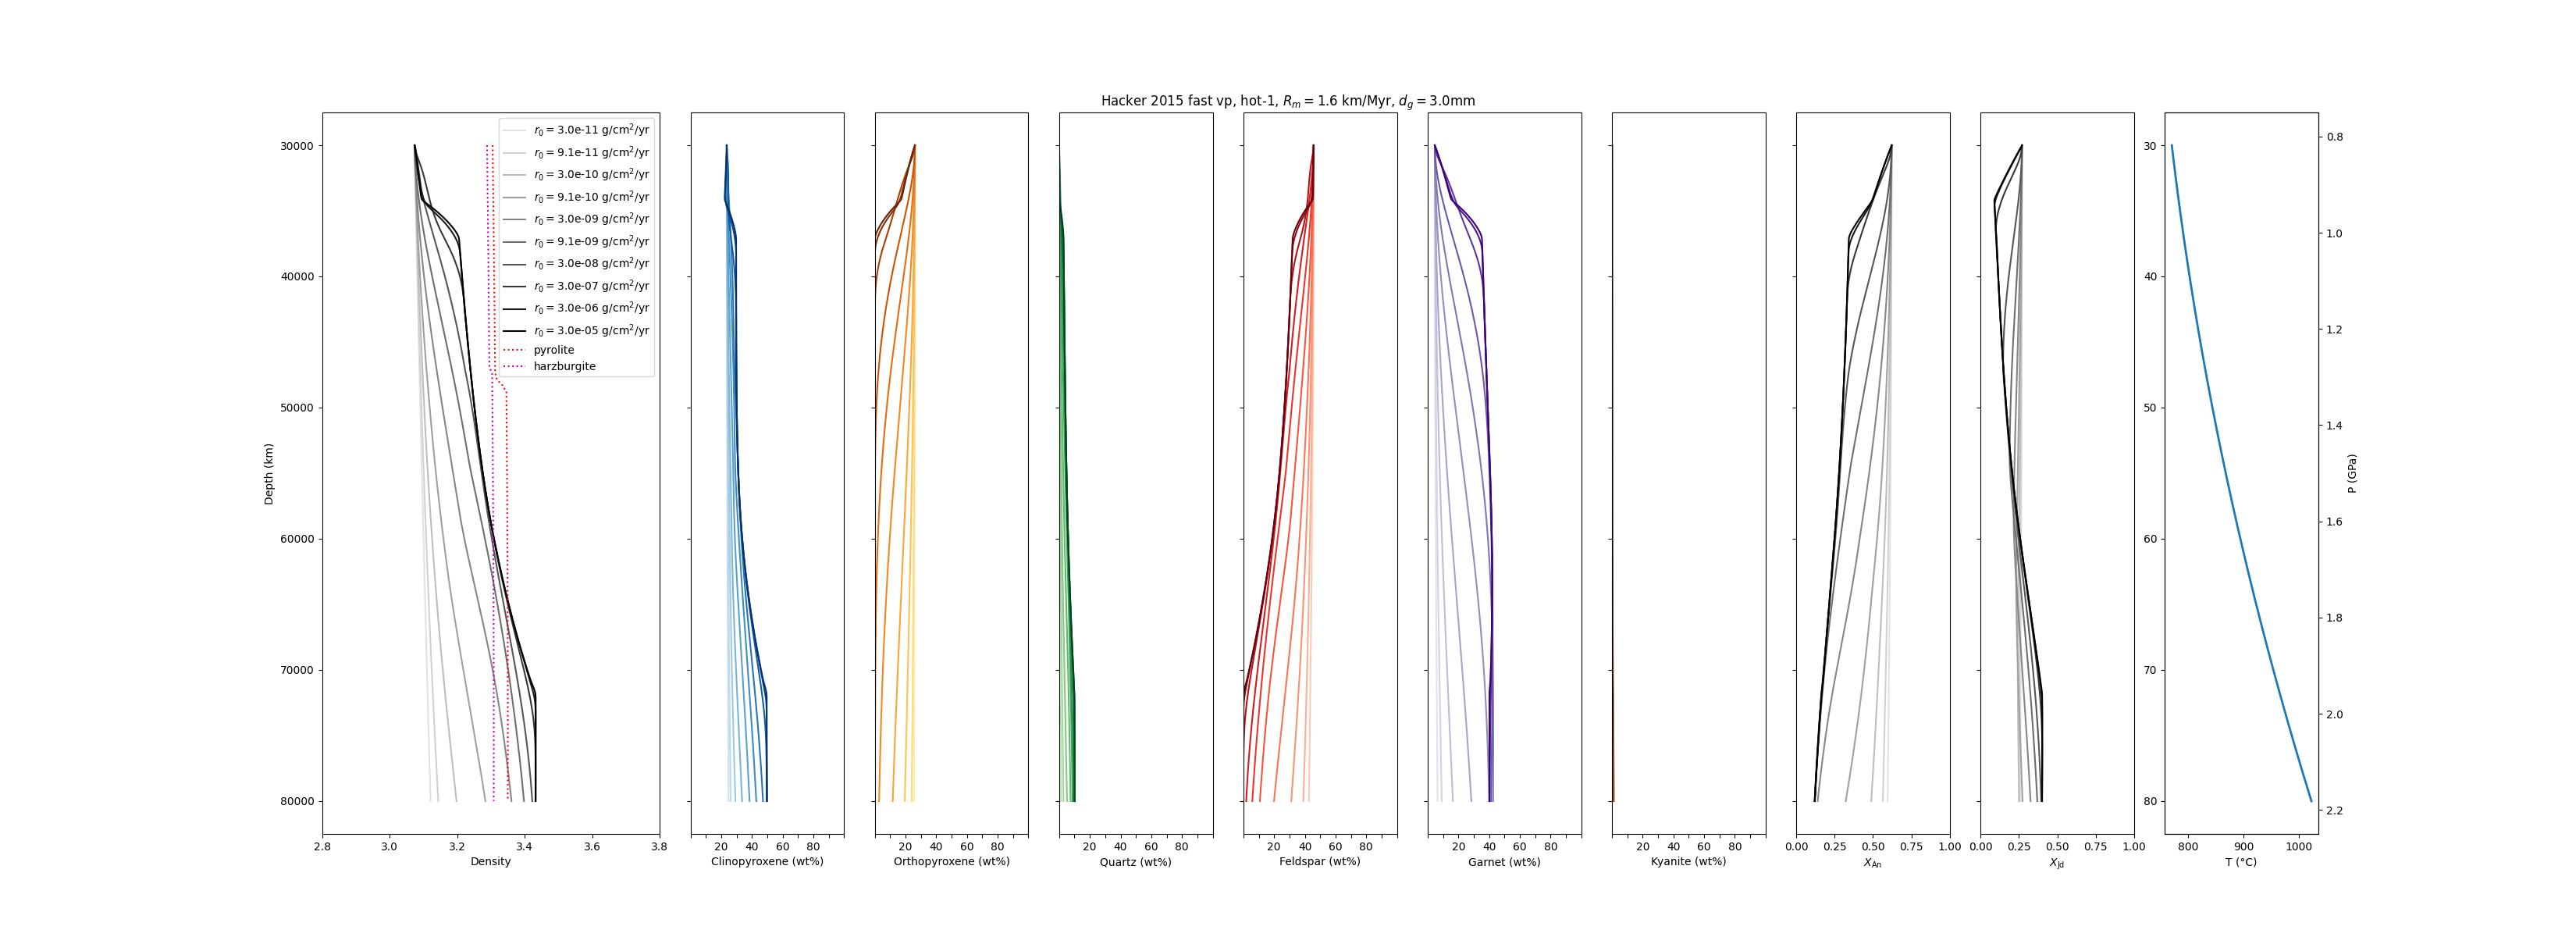 Hacker 2015 fast vp, hot-1, R_m = 1.6 km/Myr, d_g = 3.0mm
r_0 = 3.0e-11 g/cm^2/yr
r_0 = 9.1e-11 g/cm^2/yr
r_0 = 3.0e-10 g/cm^2/yr
r_0 = 9.1e-10 g/cm^2/yr
r_0 = 3.0e-09 g/cm^2/yr
r_0 = 9.1e-09 g/cm^2/yr
r_0 = 3.0e-08 g/cm^2/yr
r_0 = 3.0e-07 g/cm^2/yr
r_0 = 3.0e-06 g/cm^2/yr
r_0 = 3.0e-05 g/cm^2/yr
pyrolite
harzburgite
Depth (km)
30000
40000
50000
60000
70000
80000
2.8 3.0 3.2 3.4 3.6 3.8
Density
20 40 60 80
Clinopyroxene (wt%)
20 40 60 80
Orthopyroxene (wt%)
20 40 60 80
Quartz (wt%)
20 40 60 80
Feldspar (wt%)
20 40 60 80
Garnet (wt%)
20 40 60 80
Kyanite (wt%)
0.00 0.25 0.50 0.75 1.00
X_An
0.00 0.25 0.50 0.75 1.00
X_Jd
30
40
50
60
70
80
800 900 1000
T (°C)
0.8
1.0
1.2
1.4
1.6
1.8
2.0
2.2
P (GPa)